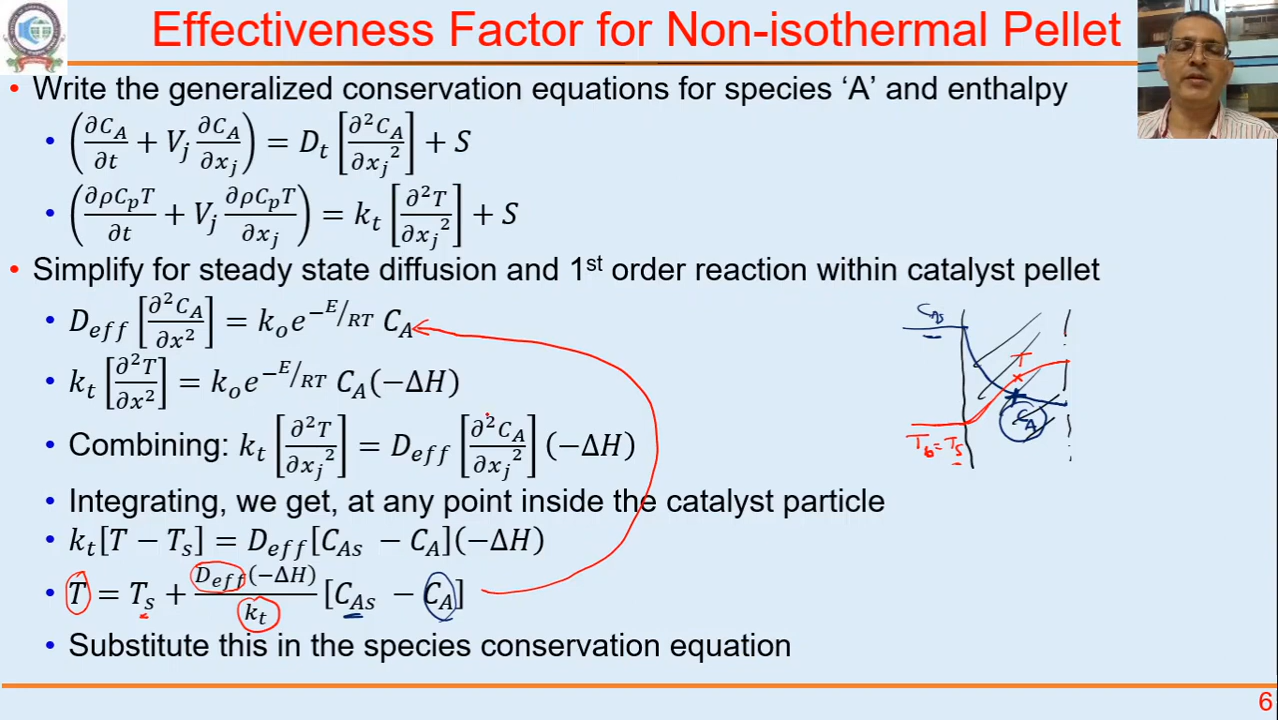 Effectiveness Factor for Non-isothermal Pellet
• Write the generalized conservation equations for species ‘A’ and enthalpy
• (∂C_A/∂t + V_j ∂C_A/∂x_j) = D_t [∂²C_A/∂x_j²] + S
• (∂ρC_pT/∂t + V_j ∂ρC_pT/∂x_j) = k_t [∂²T/∂x_j²] + S
• Simplify for steady state diffusion and 1st order reaction within catalyst pellet
• D_eff [∂²C_A/∂x²] = k_o e^(−E/RT) C_A
• k_t [∂²T/∂x²] = k_o e^(−E/RT) C_A(−ΔH)
• Combining: k_t [∂²T/∂x_j²] = D_eff [∂²C_A/∂x_j²] (−ΔH)
• Integrating, we get, at any point inside the catalyst particle
• k_t[T − T_s] = D_eff[C_As − C_A](−ΔH)
• T = T_s + D_eff(−ΔH)/k_t [C_As − C_A]
• Substitute this in the species conservation equation
C_As
T
C_A
T_b = T_s
6